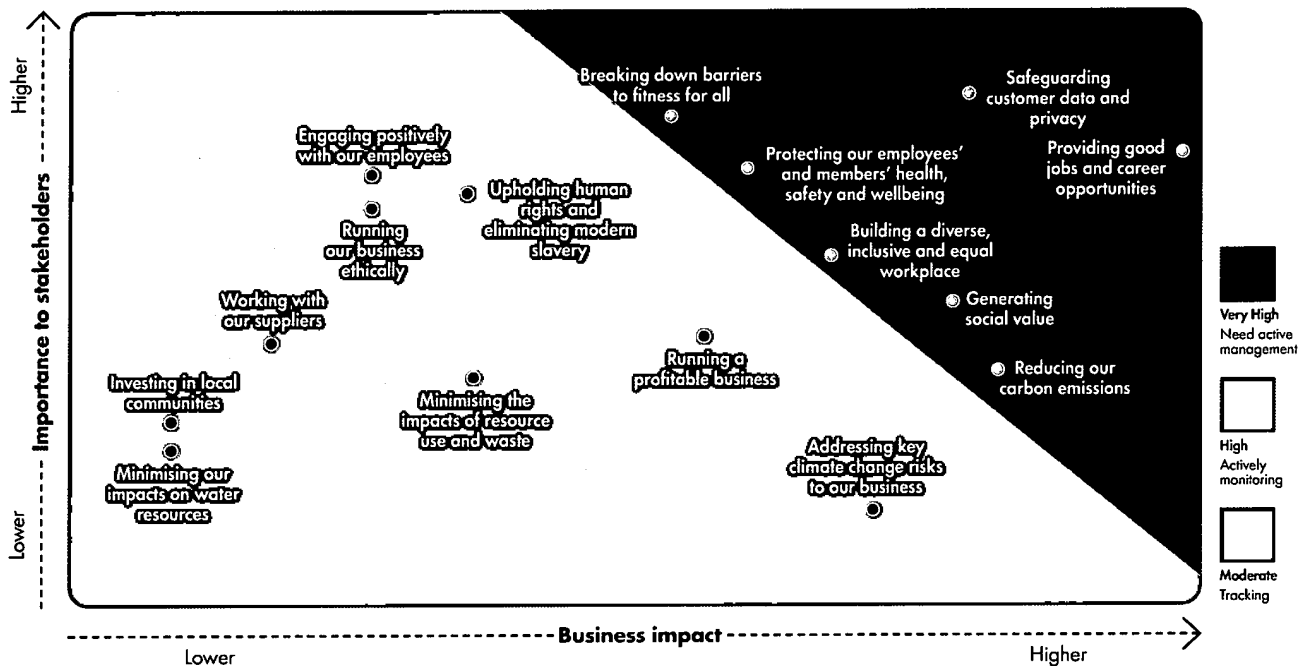 Higher
Importance to stakeholders
Lower
Breaking down barriers
to fitness for all
Safeguarding
customer data and
privacy
Engaging positively
with our employees
Providing good
jobs and career
opportunities
Protecting our employees'
and members' health,
safety and wellbeing
Upholding human
rights and
eliminating modern
slavery
Running
our business
ethically
Building a diverse,
inclusive and equal
workplace
Working with
our suppliers
Generating
social value
Running a
profitable business
Reducing our
carbon emissions
Investing in local
communities
Minimising the
impacts of resource
use and waste
Addressing key
climate change risks
to our business
Minimising our
impacts on water
resources
Very High
Need active
management
High
Actively
monitoring
Moderate
Tracking
Business impact
Lower
Higher